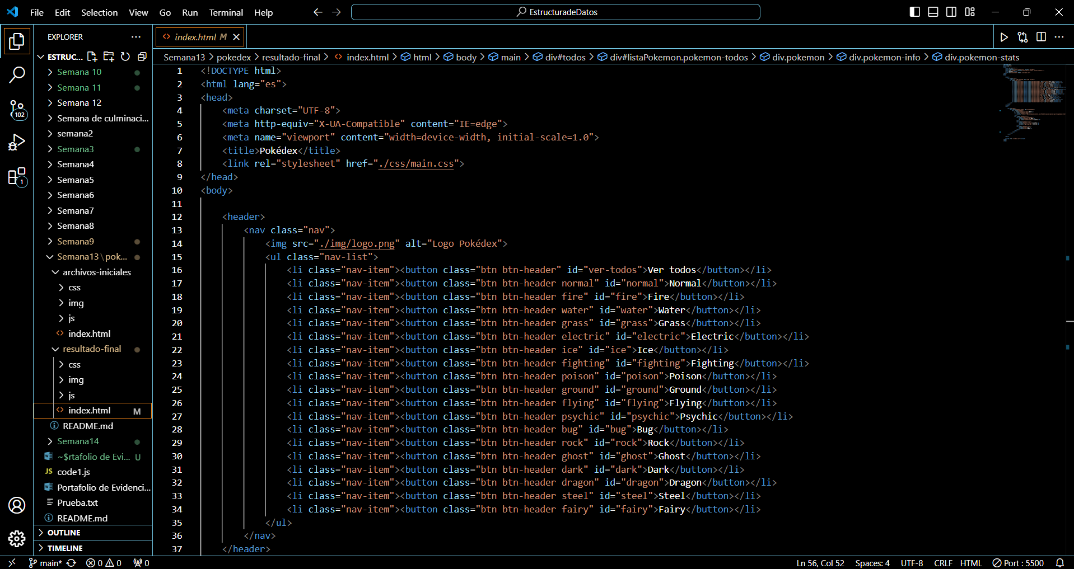 File Edit Selection View Go Run Terminal Help
EstructuradeDatos
EXPLORER
ESTRUC...
Semana 10
Semana 11
Semana 12
Semana de culminaci...
semana2
Semana3
Semana4
Semana5
Semana6
Semana7
Semana8
Semana9
Semana13 \ pok...
archivos-iniciales
css
img
js
index.html
resultado-final
css
img
js
index.html M
README.md
Semana14
~$rtafolio de Evi... U
JS code1.js
Portafolio de Evidenci...
Prueba.txt
README.md
OUTLINE
TIMELINE
102
1
index.html M
Semana13 > pokedex > resultado-final > index.html > html > body > main > div#todos > div#listaPokemon.pokemon-todos > div.pokemon > div.pokemon-info > div.pokemon-stats
1 <!DOCTYPE html>
2 <html lang="es">
3 <head>
4 <meta charset="UTF-8">
5 <meta http-equiv="X-UA-Compatible" content="IE=edge">
6 <meta name="viewport" content="width=device-width, initial-scale=1.0">
7 <title>Pokédex</title>
8 <link rel="stylesheet" href="./css/main.css">
9 </head>
10 <body>
11
12 <header>
13 <nav class="nav">
14 <img src="./img/logo.png" alt="Logo Pokédex">
15 <ul class="nav-list">
16 <li class="nav-item"><button class="btn btn-header" id="ver-todos">Ver todos</button></li>
17 <li class="nav-item"><button class="btn btn-header normal" id="normal">Normal</button></li>
18 <li class="nav-item"><button class="btn btn-header fire" id="fire">Fire</button></li>
19 <li class="nav-item"><button class="btn btn-header water" id="water">Water</button></li>
20 <li class="nav-item"><button class="btn btn-header grass" id="grass">Grass</button></li>
21 <li class="nav-item"><button class="btn btn-header electric" id="electric">Electric</button></li>
22 <li class="nav-item"><button class="btn btn-header ice" id="ice">Ice</button></li>
23 <li class="nav-item"><button class="btn btn-header fighting" id="fighting">Fighting</button></li>
24 <li class="nav-item"><button class="btn btn-header poison" id="poison">Poison</button></li>
25 <li class="nav-item"><button class="btn btn-header ground" id="ground">Ground</button></li>
26 <li class="nav-item"><button class="btn btn-header flying" id="flying">Flying</button></li>
27 <li class="nav-item"><button class="btn btn-header psychic" id="psychic">Psychic</button></li>
28 <li class="nav-item"><button class="btn btn-header bug" id="bug">Bug</button></li>
29 <li class="nav-item"><button class="btn btn-header rock" id="rock">Rock</button></li>
30 <li class="nav-item"><button class="btn btn-header ghost" id="ghost">Ghost</button></li>
31 <li class="nav-item"><button class="btn btn-header dark" id="dark">Dark</button></li>
32 <li class="nav-item"><button class="btn btn-header dragon" id="dragon">Dragon</button></li>
33 <li class="nav-item"><button class="btn btn-header steel" id="steel">Steel</button></li>
34 <li class="nav-item"><button class="btn btn-header fairy" id="fairy">Fairy</button></li>
35 </ul>
36 </nav>
37 </header>
main* 0 0 0 Ln 56, Col 52 Spaces: 4 UTF-8 CRLF HTML Port : 5500